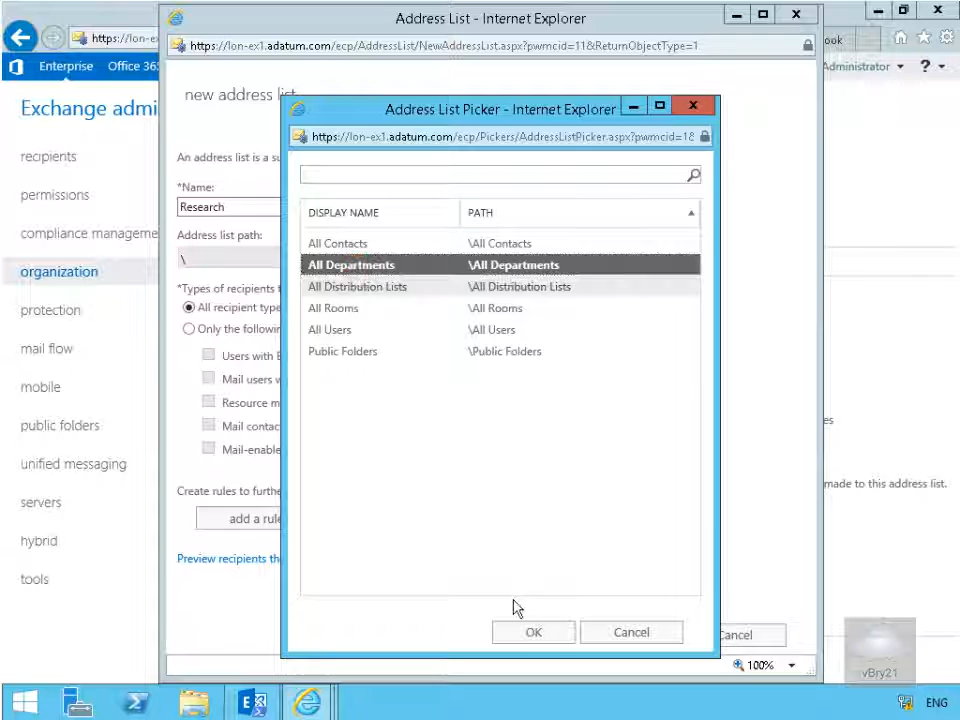 Address List - Internet Explorer
https://lon-ex1.adatum.com/ecp/AddressList/NewAddressList.aspx?pwmcid=11&ReturnObjectType=1
https://lon-ex
ook
Enterprise Office 36
Administrator ?
Exchange admi
new address list
Address List Picker - Internet Explorer
https://lon-ex1.adatum.com/ecp/Pickers/AddressListPicker.aspx?pwmcid=1&
recipients
permissions
compliance manageme
organization
protection
mail flow
mobile
public folders
unified messaging
servers
hybrid
tools
An address list is a su
*Name:
Research
Address list path:
\
*Types of recipients t
All recipient type
Only the followin
Users with E
Mail users w
Resource m
Mail contac
Mail-enable
Create rules to furthe
add a rule
Preview recipients th
DISPLAY NAME PATH
All Contacts \All Contacts
All Departments \All Departments
All Distribution Lists \All Distribution Lists
All Rooms \All Rooms
All Users \All Users
Public Folders \Public Folders
OK Cancel
Cancel
100%
es
made to this address list.
vBry21
ENG